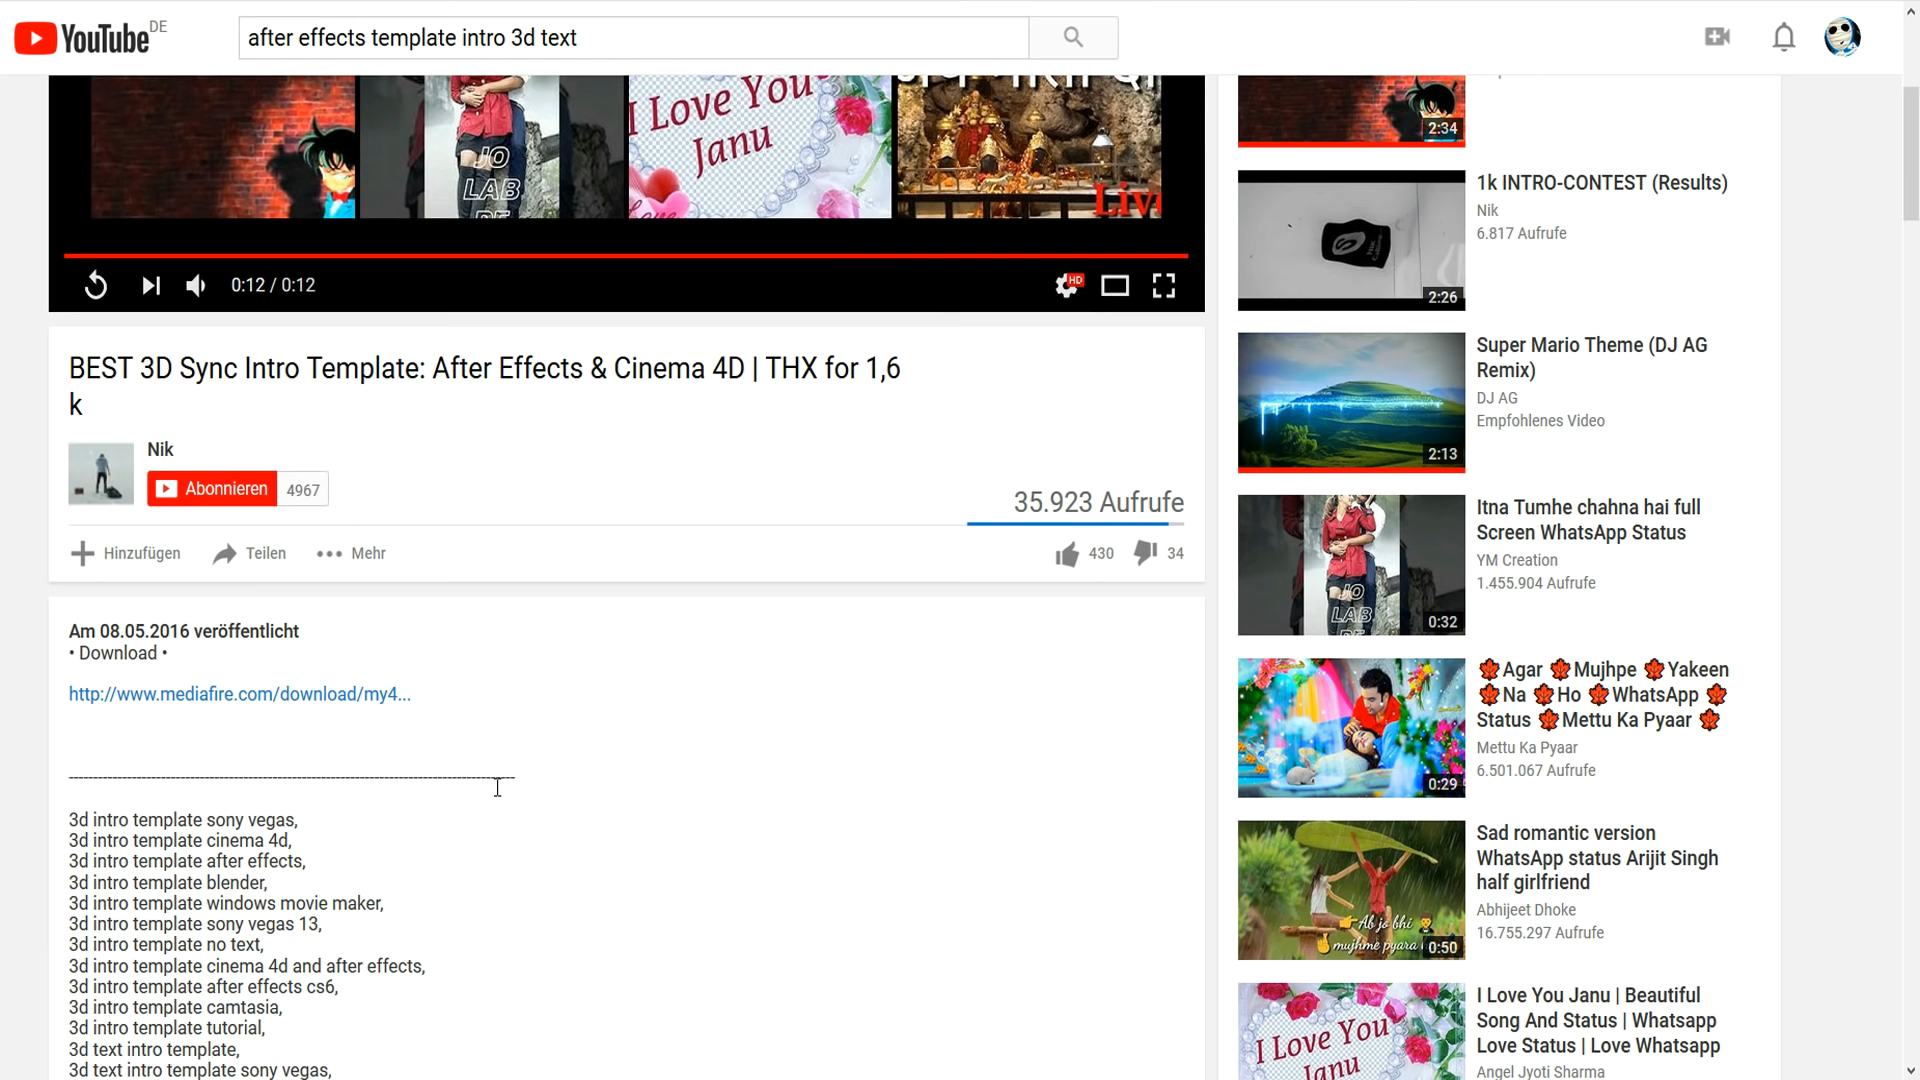 YouTube DE
after effects template intro 3d text
JO
LAB
I Love You
Janu
Live
0:12 / 0:12
HD
BEST 3D Sync Intro Template: After Effects & Cinema 4D | THX for 1,6
k
Nik
Abonnieren 4967
35.923 Aufrufe
Hinzufügen Teilen Mehr 430 34
Am 08.05.2016 veröffentlicht
• Download •
http://www.mediafire.com/download/my4...
3d intro template sony vegas,
3d intro template cinema 4d,
3d intro template after effects,
3d intro template blender,
3d intro template windows movie maker,
3d intro template sony vegas 13,
3d intro template no text,
3d intro template cinema 4d and after effects,
3d intro template after effects cs6,
3d intro template camtasia,
3d intro template tutorial,
3d text intro template,
3d text intro template sony vegas,
2:34
2:26
1k INTRO-CONTEST (Results)
Nik
6.817 Aufrufe
2:13
Super Mario Theme (DJ AG
Remix)
DJ AG
Empfohlenes Video
JO
LAB
0:32
Itna Tumhe chahna hai full
Screen WhatsApp Status
YM Creation
1.455.904 Aufrufe
0:29
🍁Agar 🍁Mujhpe 🍁Yakeen
🍁Na 🍁Ho 🍁WhatsApp 🍁
Status 🍁Mettu Ka Pyaar 🍁
Mettu Ka Pyaar
6.501.067 Aufrufe
Ab jo bhi
mujhme pyara
0:50
Sad romantic version
WhatsApp status Arijit Singh
half girlfriend
Abhijeet Dhoke
16.755.297 Aufrufe
I Love You
Janu
I Love You Janu | Beautiful
Song And Status | Whatsapp
Love Status | Love Whatsapp
Angel Jyoti Sharma